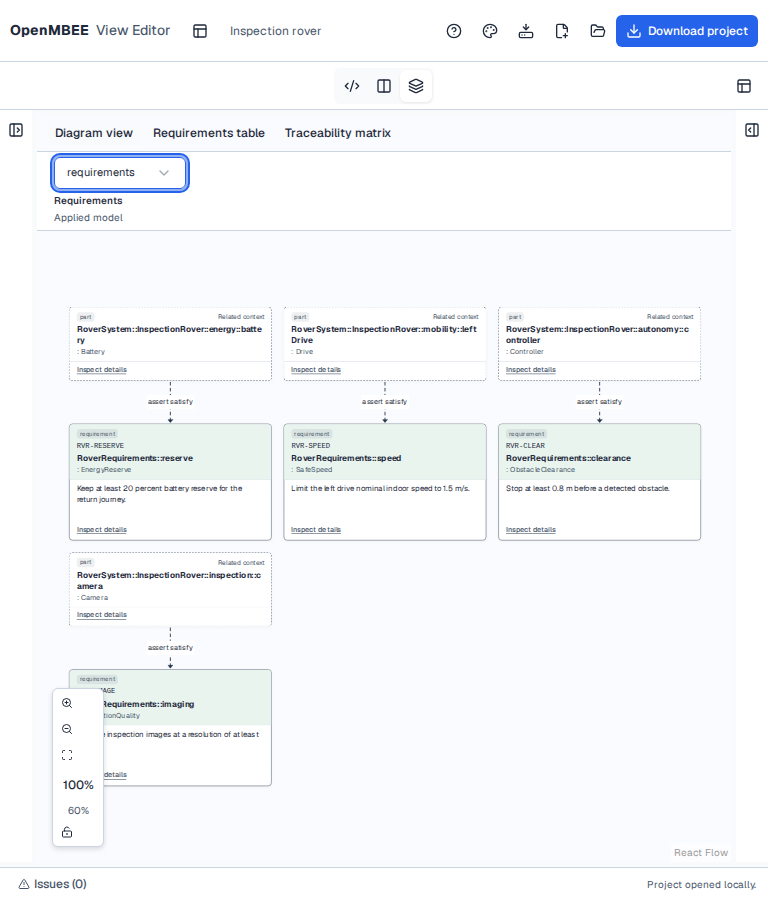 OpenMBEE View Editor
Inspection rover
Download project
Diagram view
Requirements table
Traceability matrix
requirements
Requirements
Applied model
part
Related context
RoverSystem::InspectionRover::energy::batte
ry
: Battery
Inspect details
part
Related context
RoverSystem::InspectionRover::mobility::left
Drive
: Drive
Inspect details
part
Related context
RoverSystem::InspectionRover::autonomy::c
ontroller
: Controller
Inspect details
assert satisfy
assert satisfy
assert satisfy
requirement
RVR-RESERVE
RoverRequirements::reserve
: EnergyReserve
Keep at least 20 percent battery reserve for the
return journey.
Inspect details
requirement
RVR-SPEED
RoverRequirements::speed
: SafeSpeed
Limit the left drive nominal indoor speed to 1.5 m/s.
Inspect details
requirement
RVR-CLEAR
RoverRequirements::clearance
: ObstacleClearance
Stop at least 0.8 m before a detected obstacle.
Inspect details
part
Related context
RoverSystem::InspectionRover::inspection::c
amera
: Camera
Inspect details
assert satisfy
requirement
AGE
Requirements::imaging
tionQuality
e inspection images at a resolution of at least
details
100%
60%
React Flow
Issues (0)
Project opened locally.